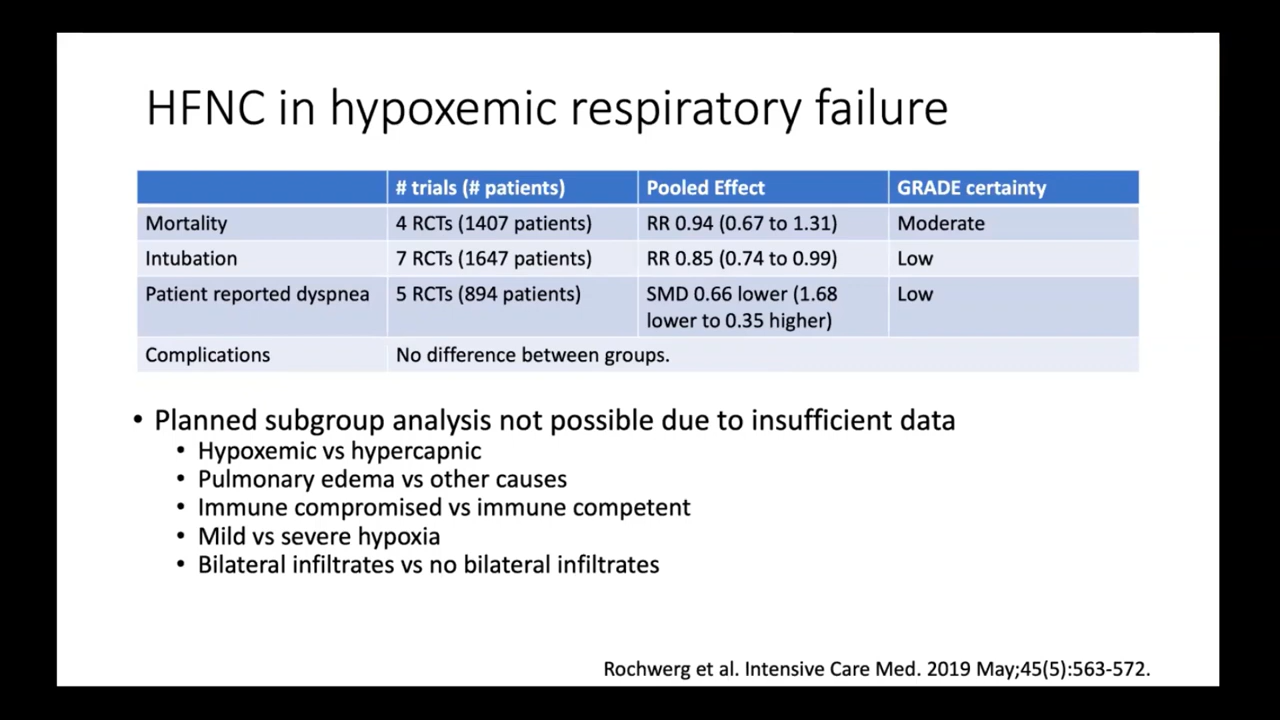 HFNC in hypoxemic respiratory failure
# trials (# patients) Pooled Effect GRADE certainty
Mortality 4 RCTs (1407 patients) RR 0.94 (0.67 to 1.31) Moderate
Intubation 7 RCTs (1647 patients) RR 0.85 (0.74 to 0.99) Low
Patient reported dyspnea 5 RCTs (894 patients) SMD 0.66 lower (1.68 Low
lower to 0.35 higher)
Complications No difference between groups.
• Planned subgroup analysis not possible due to insufficient data
• Hypoxemic vs hypercapnic
• Pulmonary edema vs other causes
• Immune compromised vs immune competent
• Mild vs severe hypoxia
• Bilateral infiltrates vs no bilateral infiltrates
Rochwerg et al. Intensive Care Med. 2019 May;45(5):563-572.